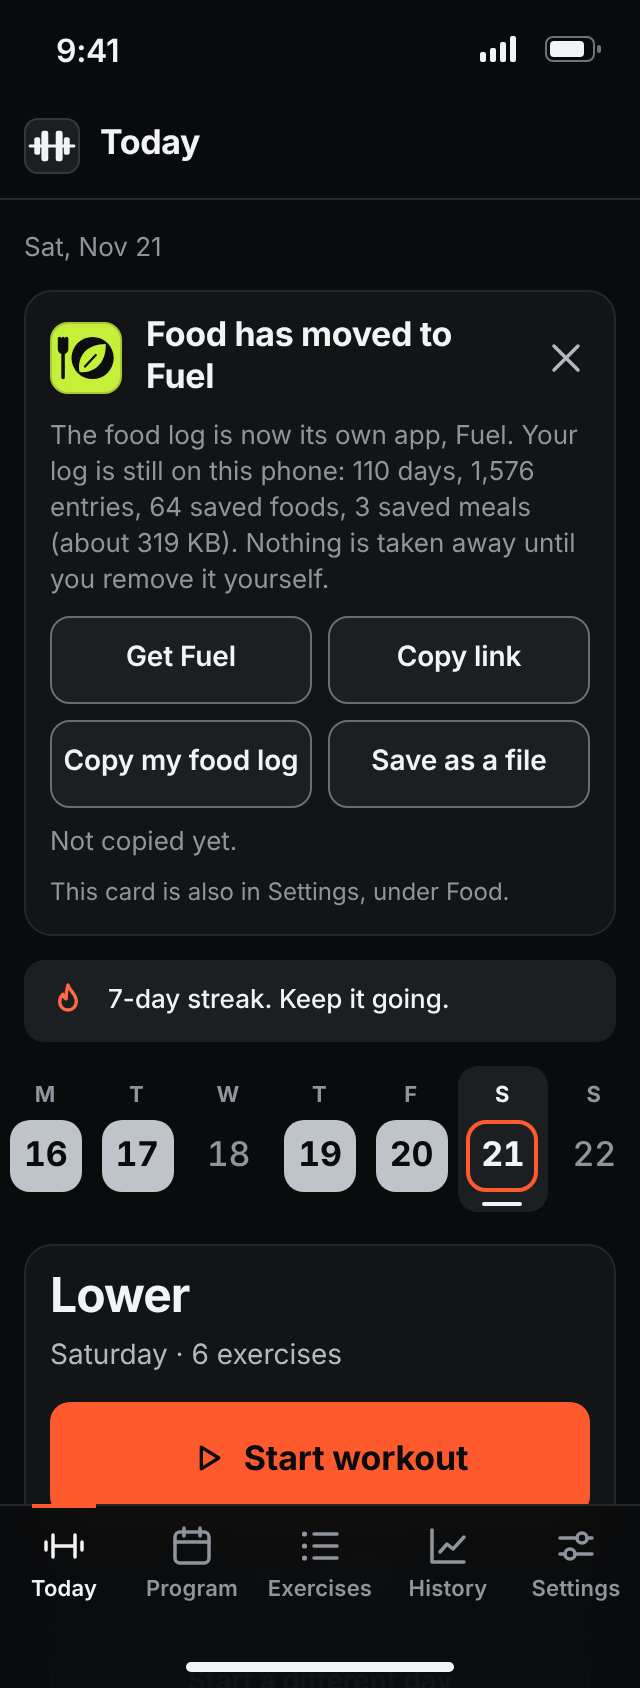 9:41
Today
Sat, Nov 21
Food has moved to
Fuel
The food log is now its own app, Fuel. Your
log is still on this phone: 110 days, 1,576
entries, 64 saved foods, 3 saved meals
(about 319 KB). Nothing is taken away until
you remove it yourself.
Get Fuel
Copy link
Copy my food log
Save as a file
Not copied yet.
This card is also in Settings, under Food.
7-day streak. Keep it going.
M T W T F S S
16 17 18 19 20 21 22
Lower
Saturday · 6 exercises
Start workout
Today Program Exercises History Settings
Start a different day